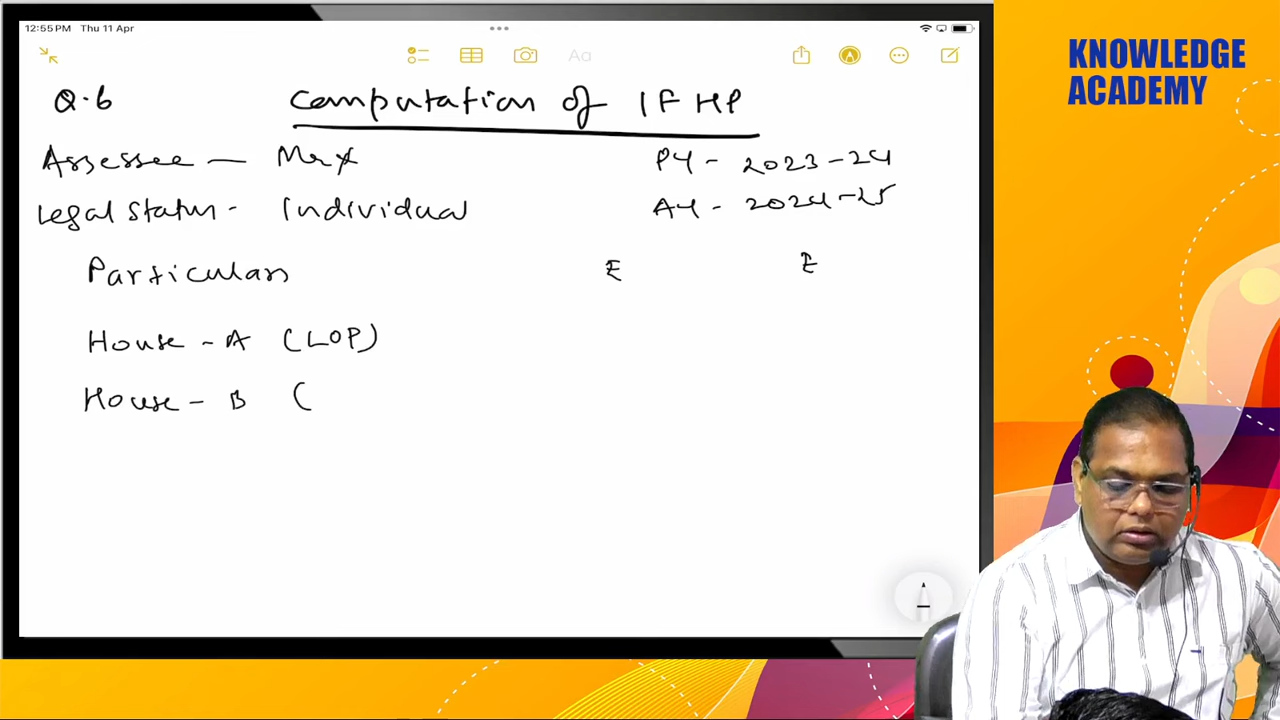 12:55 PM Thu 11 Apr
KNOWLEDGE
ACADEMY
Aa
Q.6 Computation of IFHP
Assessee — Mr X PY - 2023-24
Legal Status - Individual AY - 2024-25
Particulars ₹ ₹
House - A (LOP)
House - B (